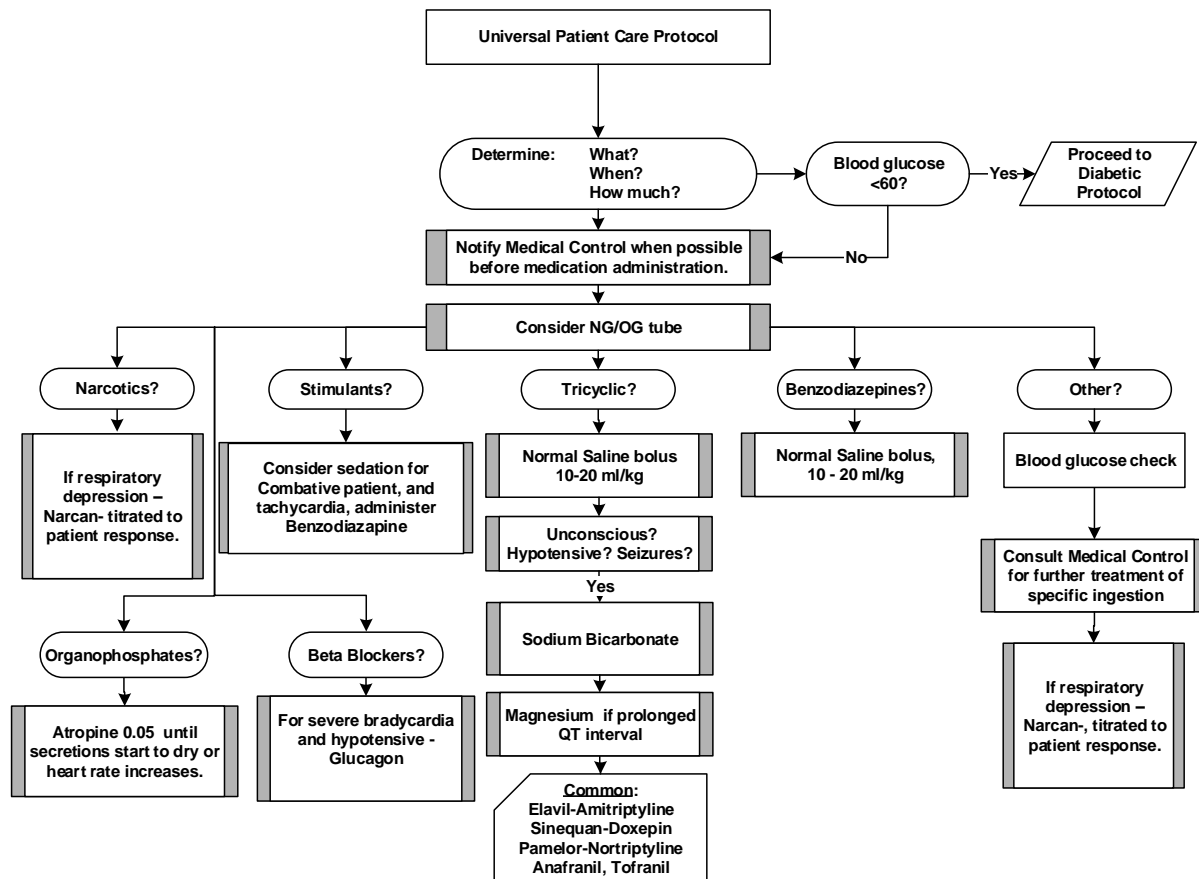 Universal Patient Care Protocol
Determine: What?
When?
How much?
Blood glucose
<60?
Yes
Proceed to
Diabetic
Protocol
No
Notify Medical Control when possible
before medication administration.
Consider NG/OG tube
Narcotics?
If respiratory
depression –
Narcan- titrated to
patient response.
Stimulants?
Consider sedation for
Combative patient, and
tachycardia, administer
Benzodiazapine
Tricyclic?
Normal Saline bolus
10-20 ml/kg
Unconscious?
Hypotensive? Seizures?
Yes
Sodium Bicarbonate
Magnesium if prolonged
QT interval
Common:
Elavil-Amitriptyline
Sinequan-Doxepin
Pamelor-Nortriptyline
Anafranil, Tofranil
Benzodiazepines?
Normal Saline bolus,
10 - 20 ml/kg
Other?
Blood glucose check
Consult Medical Control
for further treatment of
specific ingestion
If respiratory
depression –
Narcan-, titrated to
patient response.
Organophosphates?
Atropine 0.05 until
secretions start to dry or
heart rate increases.
Beta Blockers?
For severe bradycardia
and hypotensive -
Glucagon